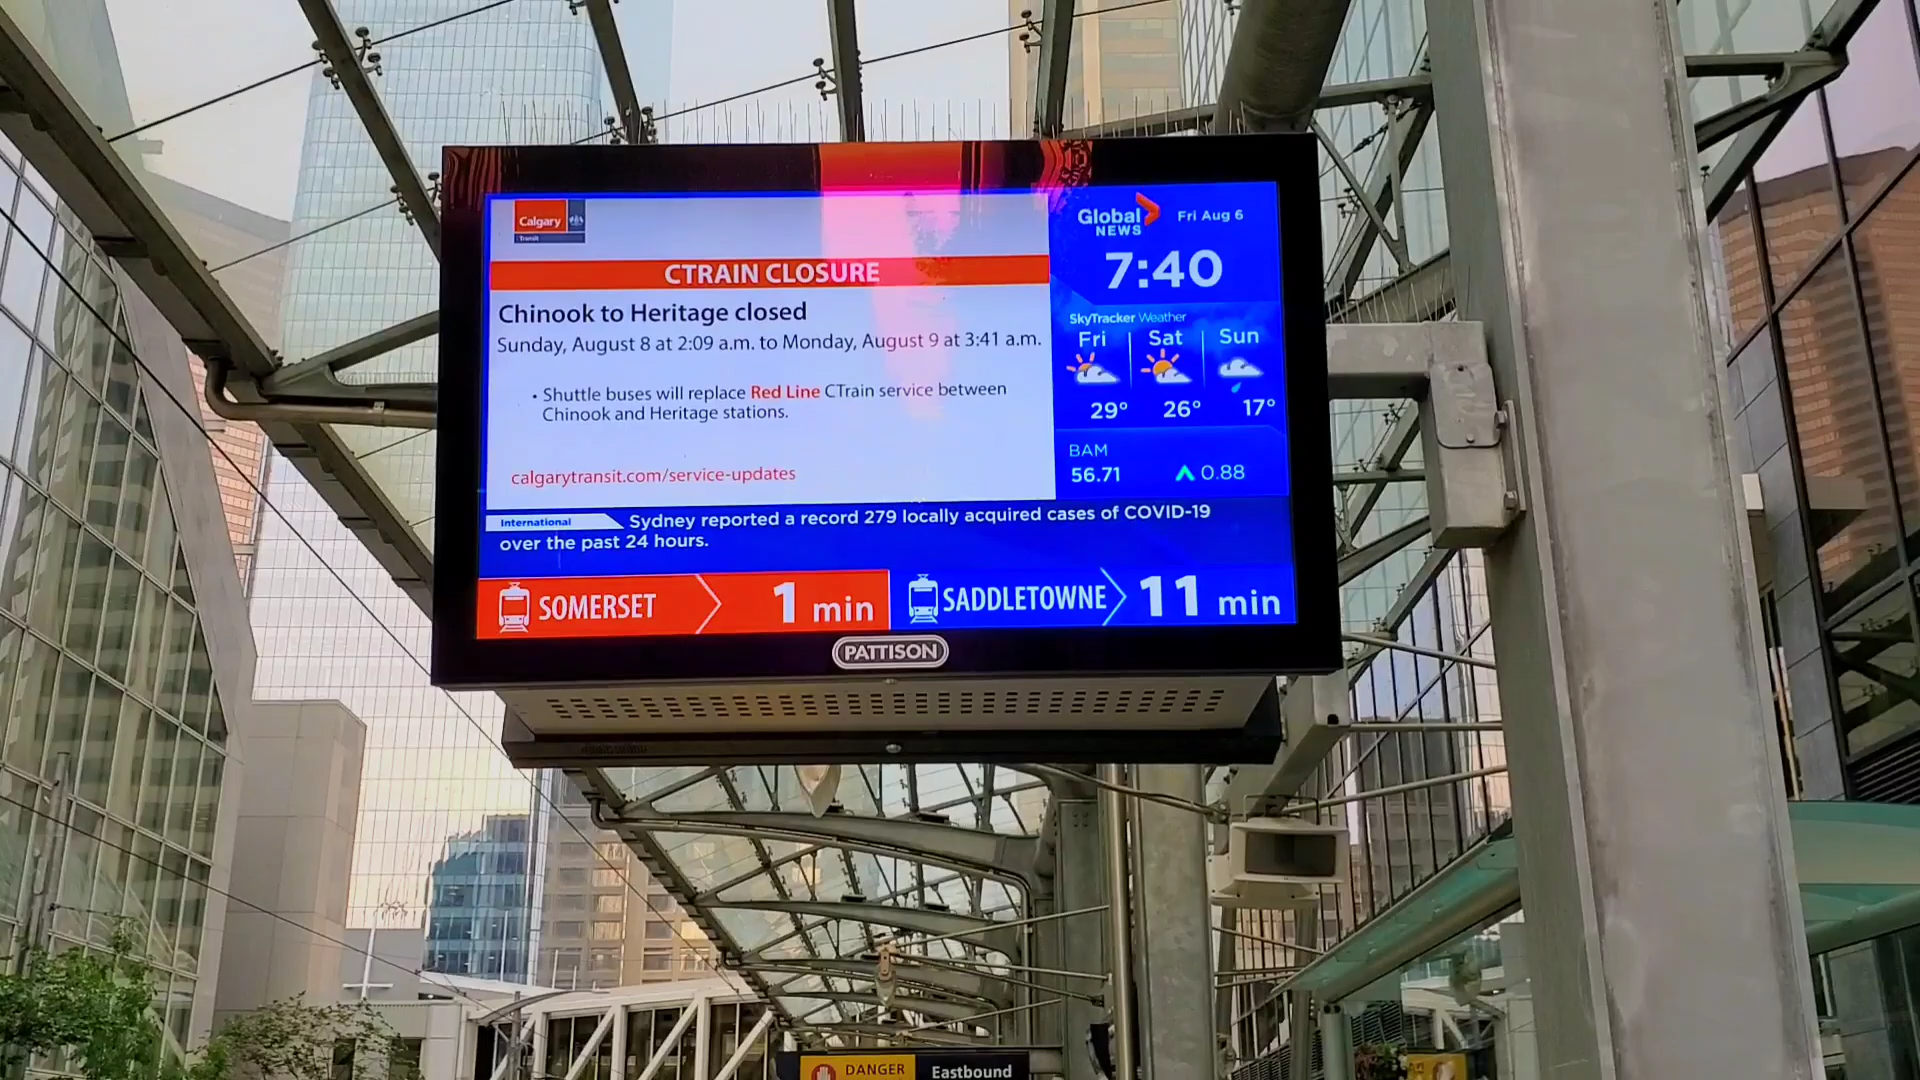 Calgary
Transit
CTRAIN CLOSURE
Chinook to Heritage closed
Sunday, August 8 at 2:09 a.m. to Monday, August 9 at 3:41 a.m.
• Shuttle buses will replace Red Line CTrain service between
Chinook and Heritage stations.
calgarytransit.com/service-updates
Global
NEWS
Fri Aug 6
7:40
SkyTracker Weather
Fri Sat Sun
29° 26° 17°
BAM
56.71 0.88
International Sydney reported a record 279 locally acquired cases of COVID-19
over the past 24 hours.
SOMERSET 1 min SADDLETOWNE 11 min
PATTISON
DANGER Eastbound